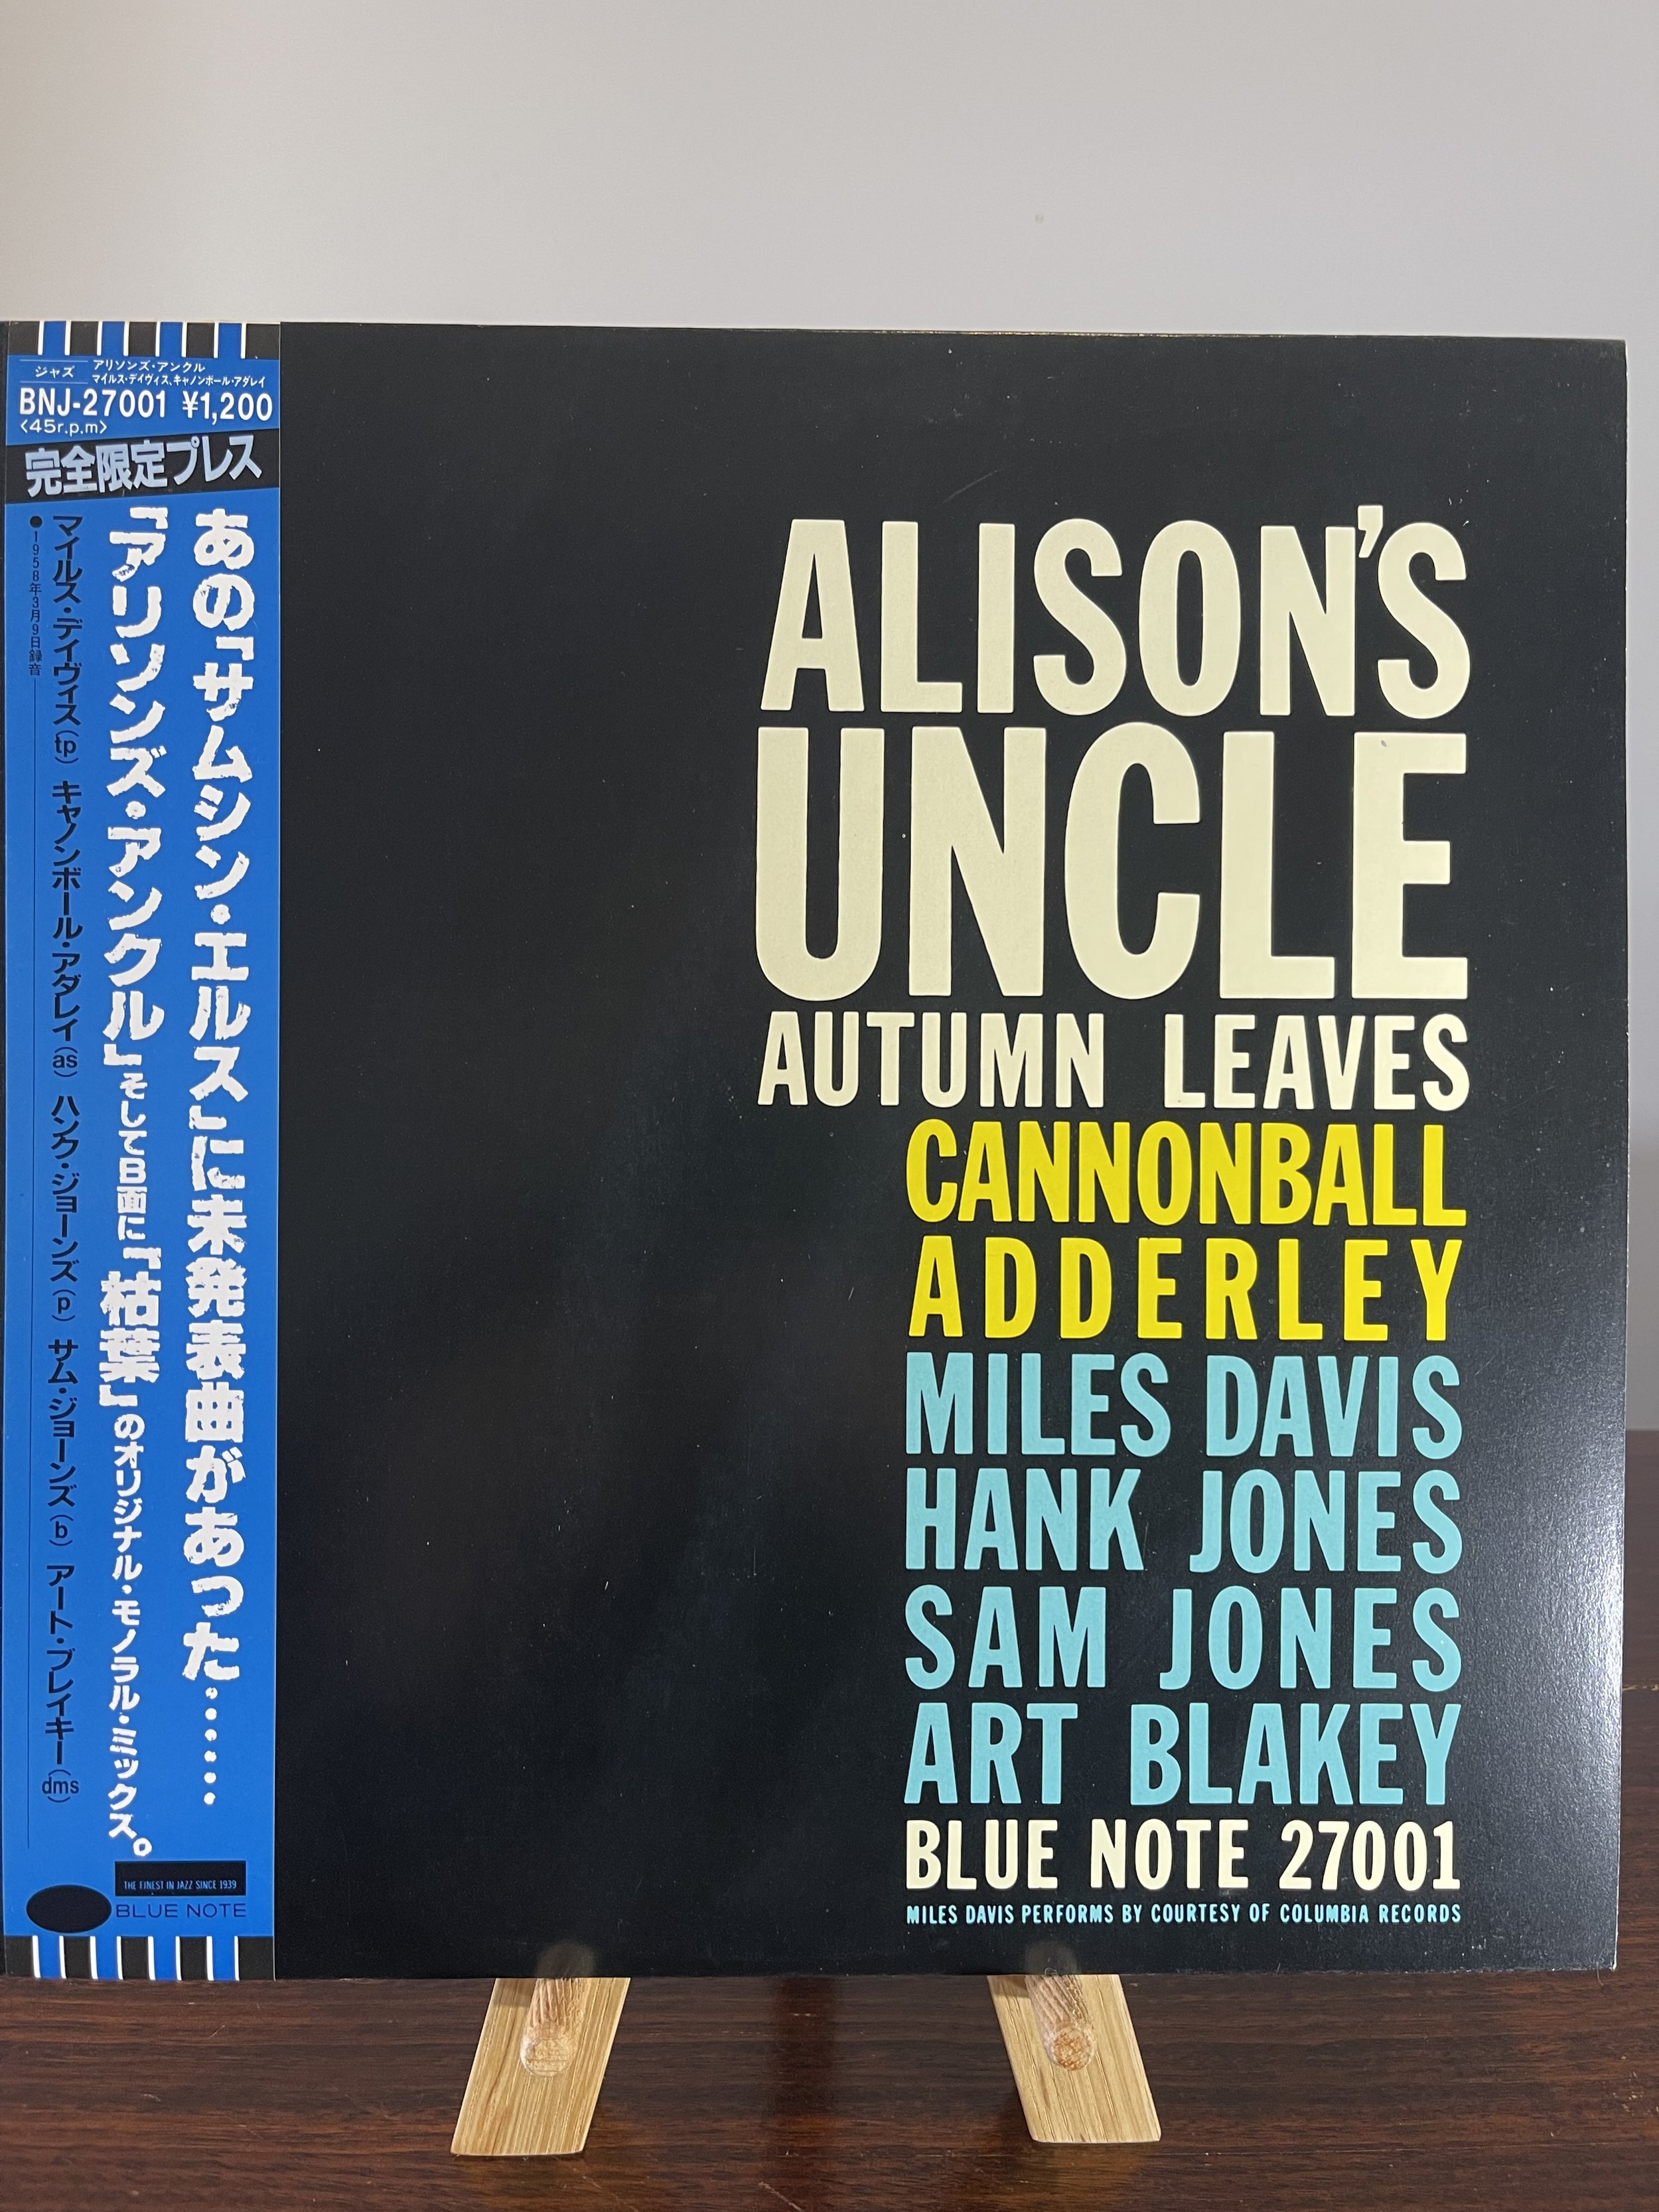 ジャズ
アリソンズ・アンクル
マイルス・デイヴィス、キャノンボール・アダレイ
BNJ-27001 ¥1,200
〈45r.p.m〉
完全限定プレス
あの「サムシン・エルス」に未発表曲があった……
「アリソンズ・アンクル」そしてB面に「枯葉」のオリジナル・モノラル・ミックス。
マイルス・デイヴィス(tp) キャノンボール・アダレイ(as) ハンク・ジョーンズ(p) サム・ジョーンズ(b) アート・ブレイキー(dms)
●1958年3月9日録音
THE FINEST IN JAZZ SINCE 1939
BLUE NOTE
ALISON'S
UNCLE
AUTUMN LEAVES
CANNONBALL
ADDERLEY
MILES DAVIS
HANK JONES
SAM JONES
ART BLAKEY
BLUE NOTE 27001
MILES DAVIS PERFORMS BY COURTESY OF COLUMBIA RECORDS